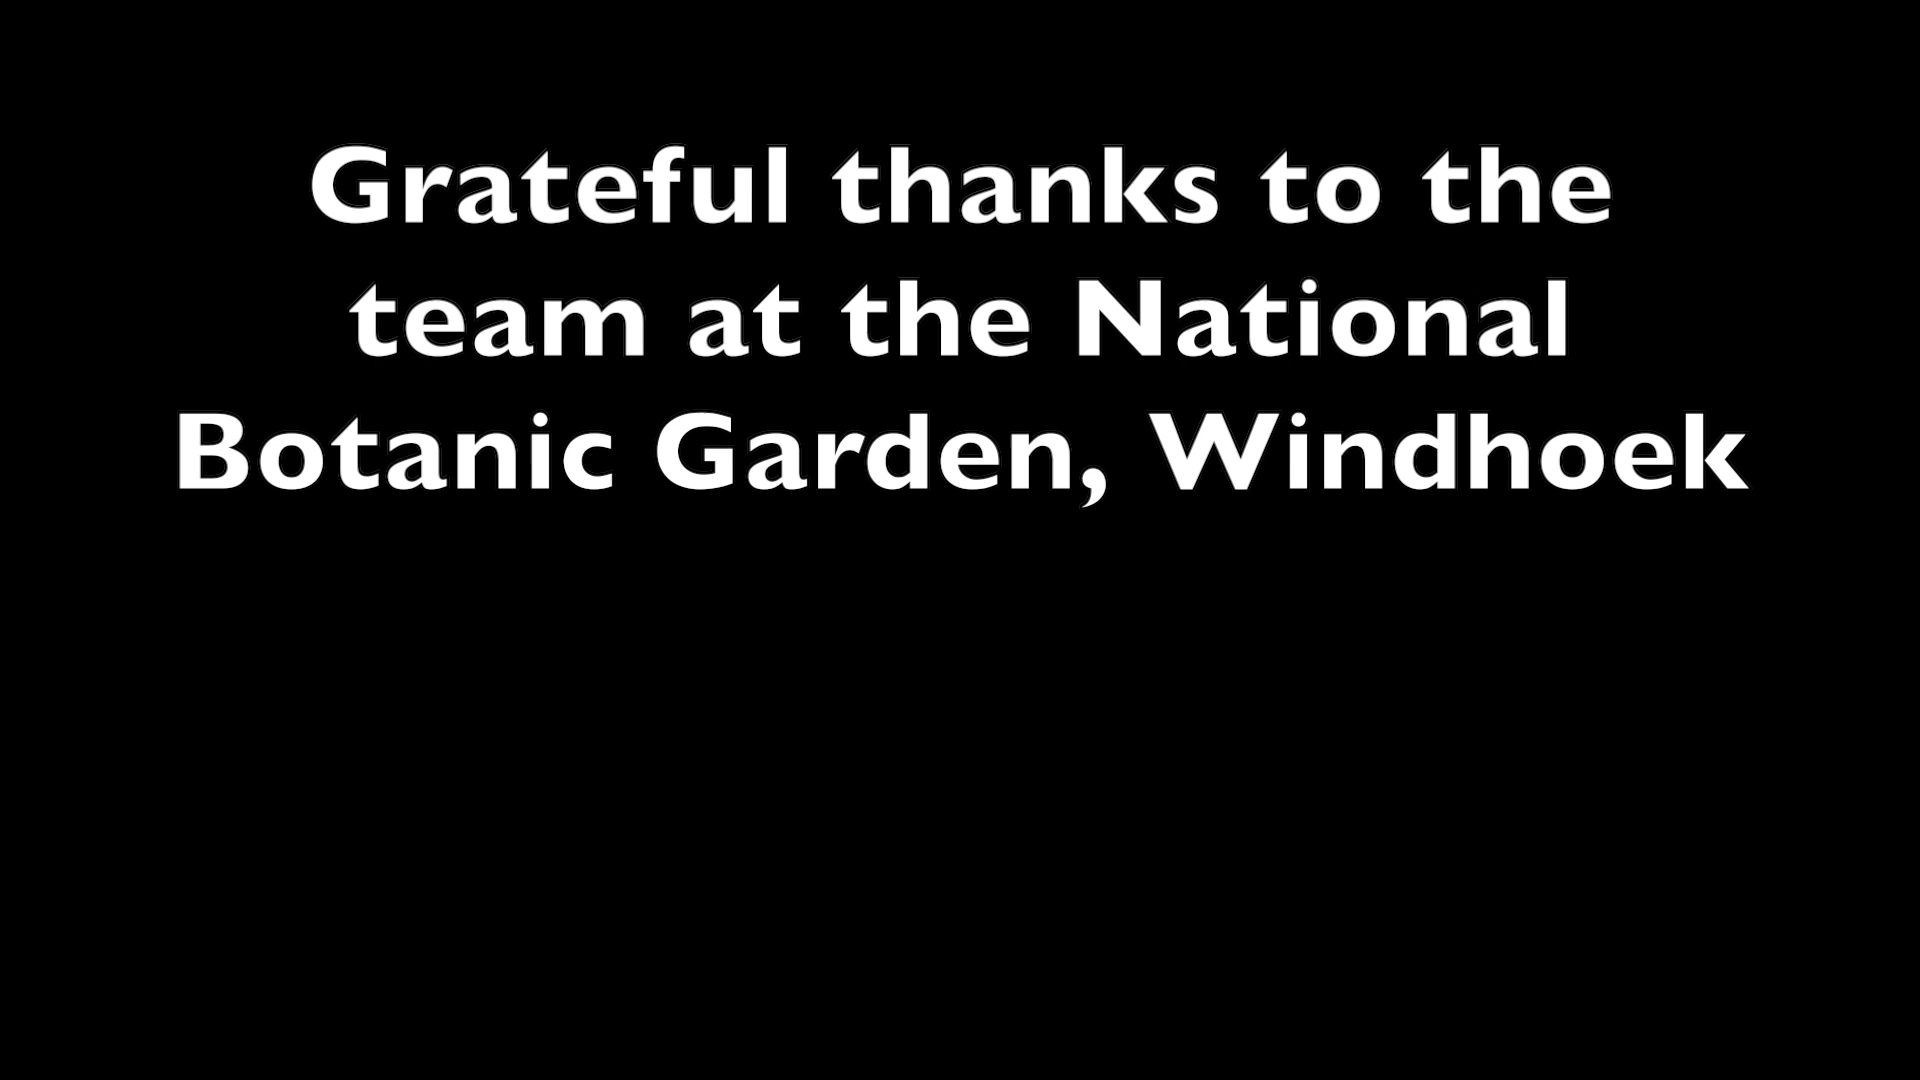 Grateful thanks to the
team at the National
Botanic Garden, Windhoek